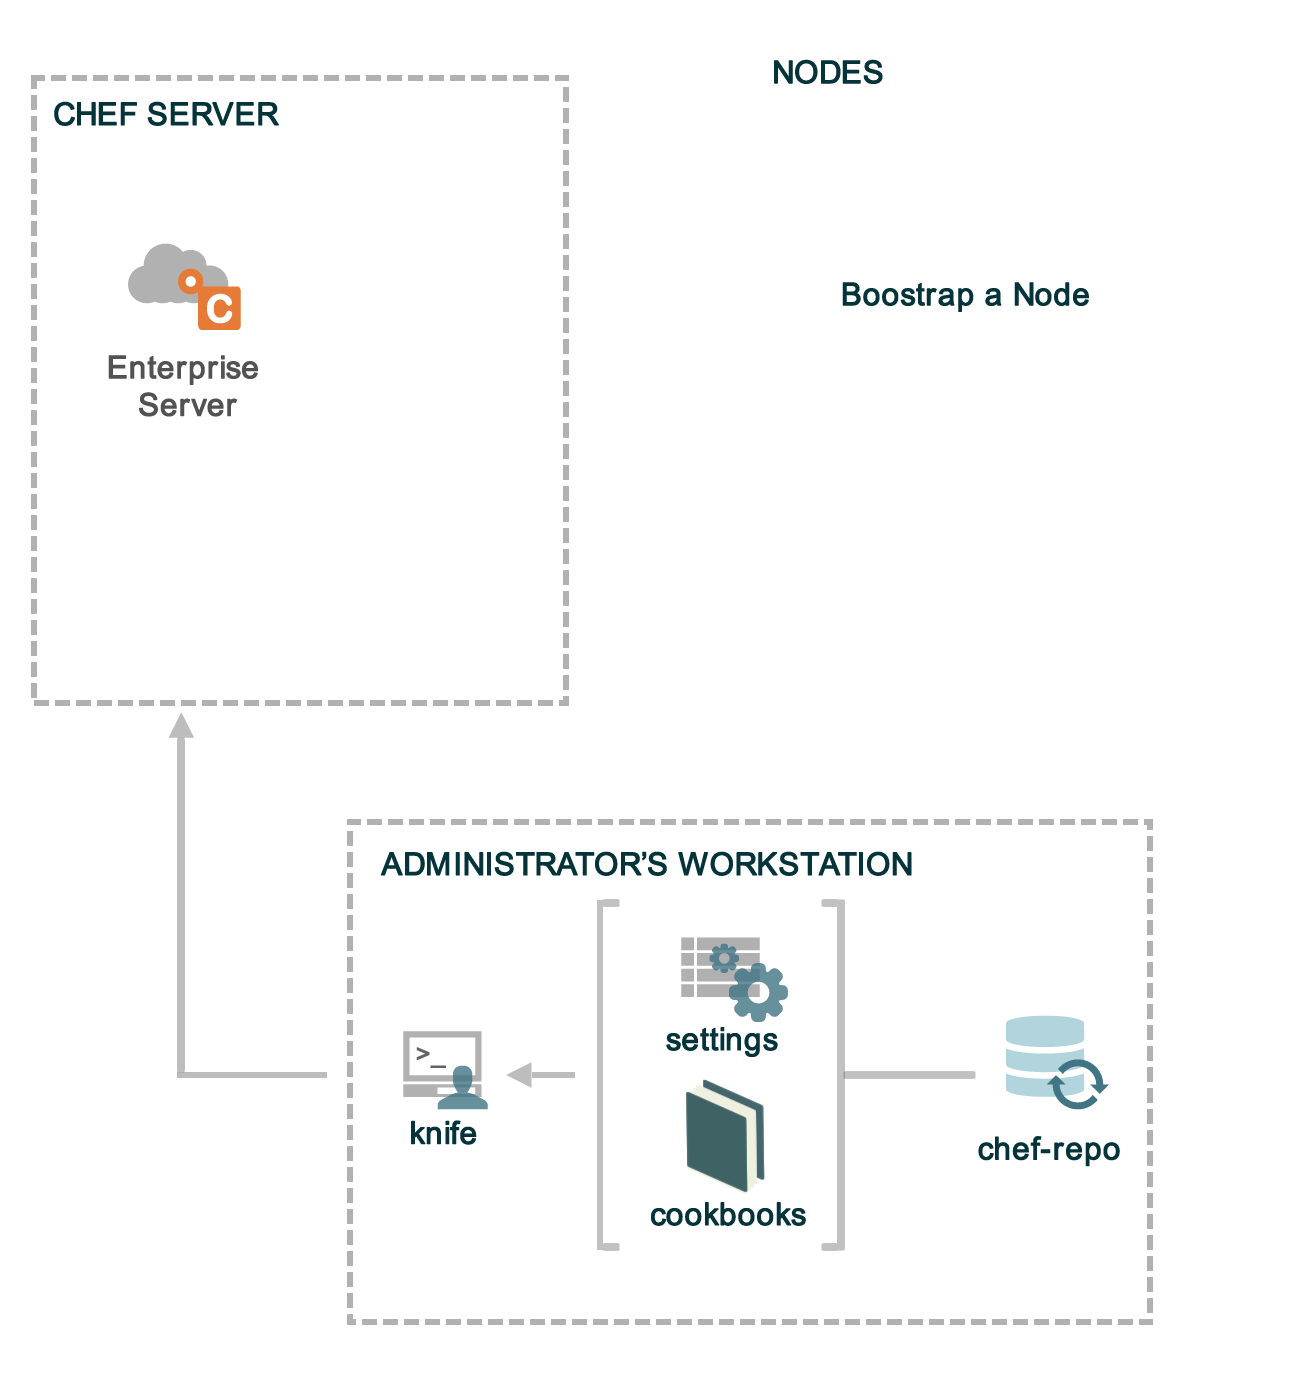 NODES
CHEF SERVER
Boostrap a Node
C
Enterprise
Server
ADMINISTRATOR’S WORKSTATION
settings
>_
knife
chef-repo
cookbooks